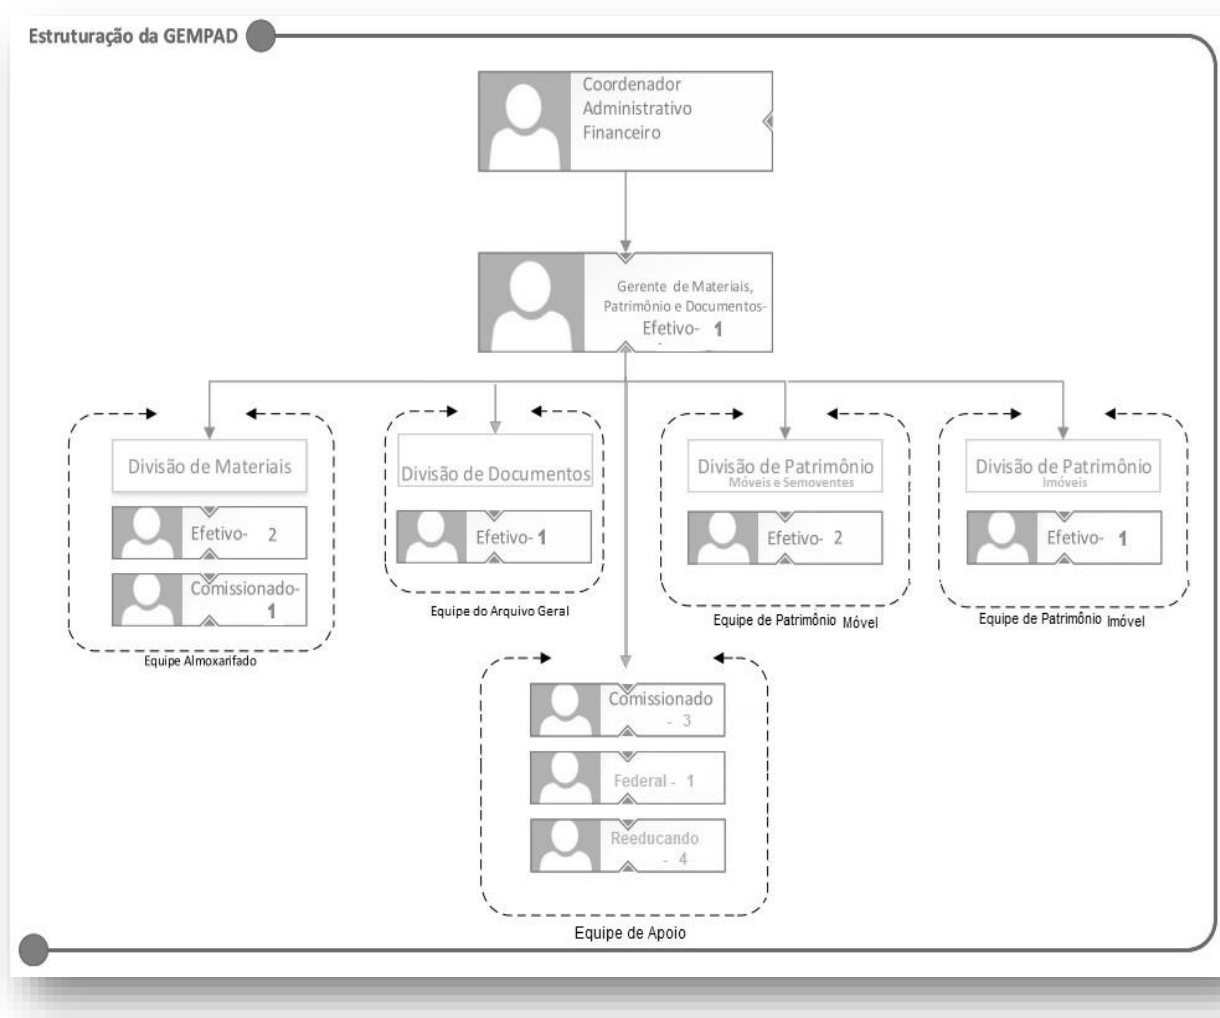 Estruturação da GEMPAD
Coordenador
Administrativo
Financeiro
Gerente de Materiais,
Patrimônio e Documentos-
Efetivo- 1
Divisão de Materiais
Efetivo- 2
Comissionado-
1
Equipe Almoxarifado
Divisão de Documentos
Efetivo- 1
Equipe do Arquivo Geral
Divisão de Patrimônio
Móveis e Semoventes
Efetivo- 2
Equipe de Patrimônio Móvel
Divisão de Patrimônio
Imóveis
Efetivo- 1
Equipe de Patrimônio Imóvel
Comissionado
- 3
Federal - 1
Reeducando
- 4
Equipe de Apoio